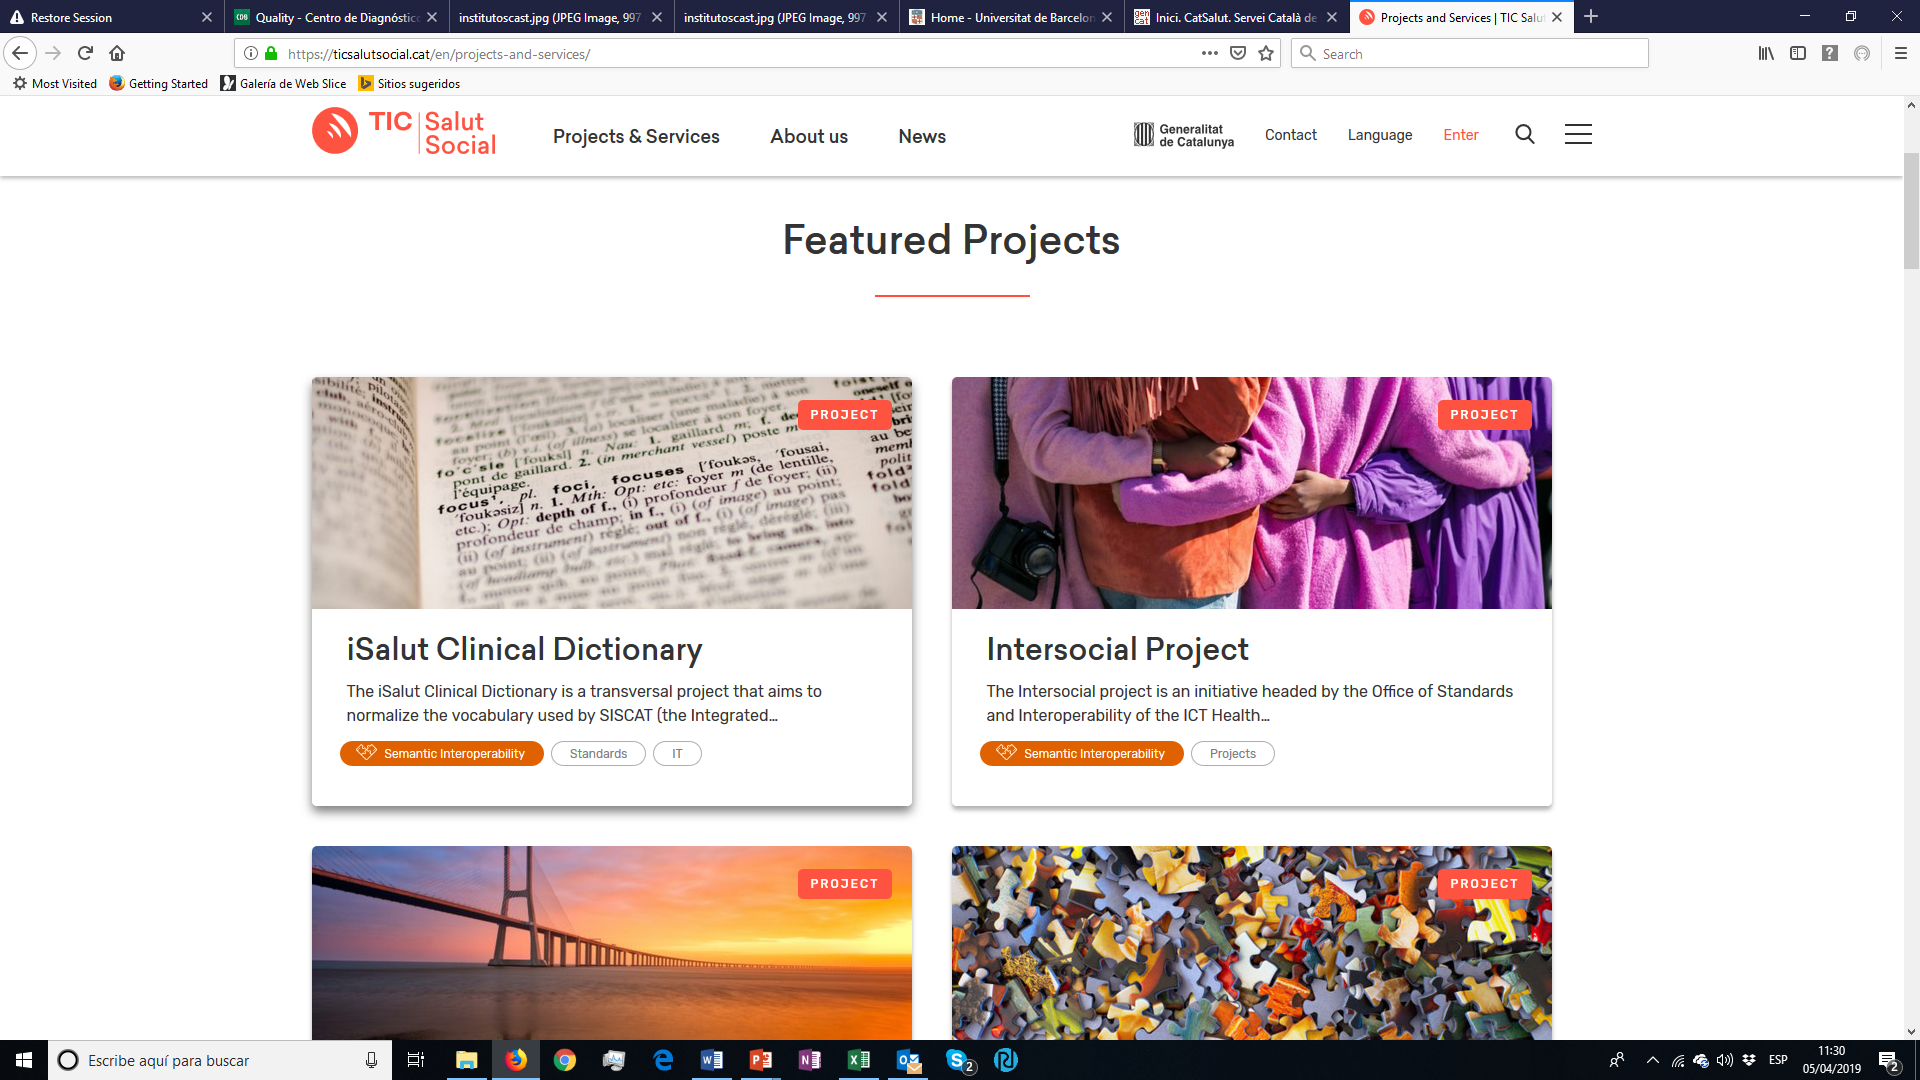 Restore Session
Quality - Centro de Diagnóstic
institutoscast.jpg (JPEG Image, 997
institutoscast.jpg (JPEG Image, 997
Home - Universitat de Barcelon
Inici. CatSalut. Servei Català de
Projects and Services | TIC Salut
https://ticsalutsocial.cat/en/projects-and-services/
Search
Most Visited
Getting Started
Galería de Web Slice
Sitios sugeridos
TIC Salut
Social
Projects & Services
About us
News
Generalitat
de Catalunya
Contact
Language
Enter
Featured Projects
PROJECT
PROJECT
iSalut Clinical Dictionary
The iSalut Clinical Dictionary is a transversal project that aims to
normalize the vocabulary used by SISCAT (the Integrated...
Semantic Interoperability
Standards
IT
Intersocial Project
The Intersocial project is an initiative headed by the Office of Standards
and Interoperability of the ICT Health...
Semantic Interoperability
Projects
PROJECT
PROJECT
Escribe aquí para buscar
2
ESP
11:30
05/04/2019
2